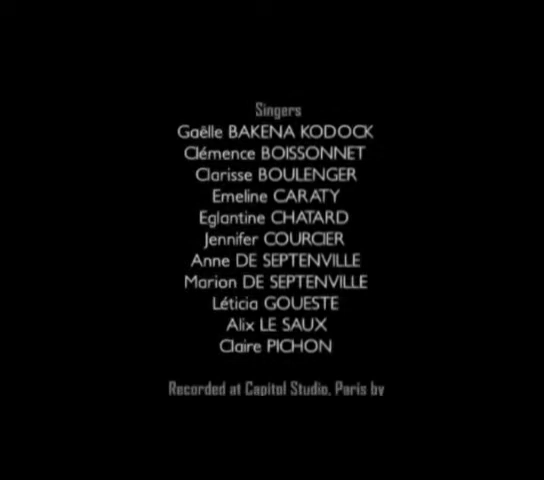 Singers
Gaëlle BAKENA KODOCK
Clémence BOISSONNET
Clarisse BOULENGER
Emeline CARATY
Eglantine CHATARD
Jennifer COURCIER
Anne DE SEPTENVILLE
Marion DE SEPTENVILLE
Léticia GOUESTE
Alix LE SAUX
Claire PICHON
Recorded at Capitol Studio, Paris by